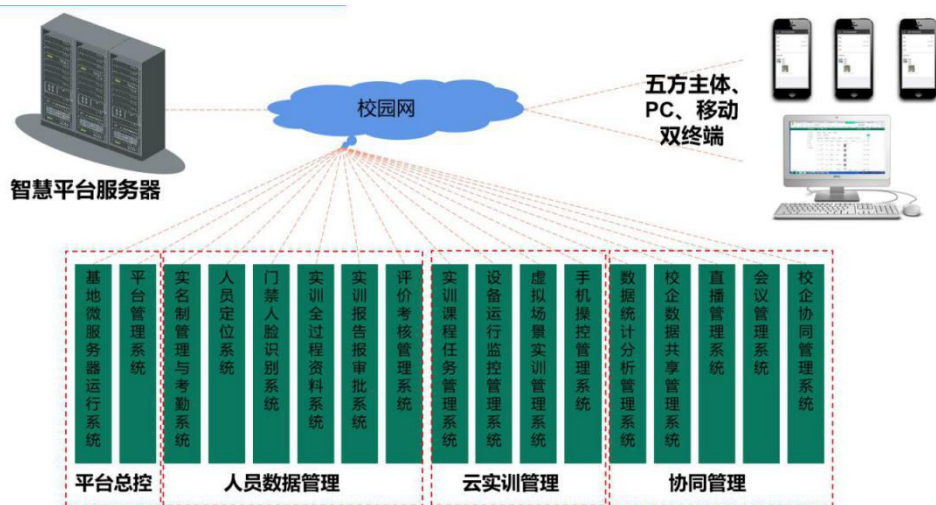 校园网
五方主体、
PC、移动
双终端
智慧平台服务器
基地微服务器运行系统
平台管理系统
实名制管理与考勤系统
人员定位系统
门禁人脸识别系统
实训全过程资料系统
实训报告报审批系统
评价考核管理系统
实训课程任务管理系统
设备运行监控管理系统
虚拟场景实训管理系统
手机操控管理系统
数据统计分析管理系统
校企数据共享管理系统
直播管理系统
会议管理系统
校企协同管理系统
平台总控
人员数据管理
云实训管理
协同管理